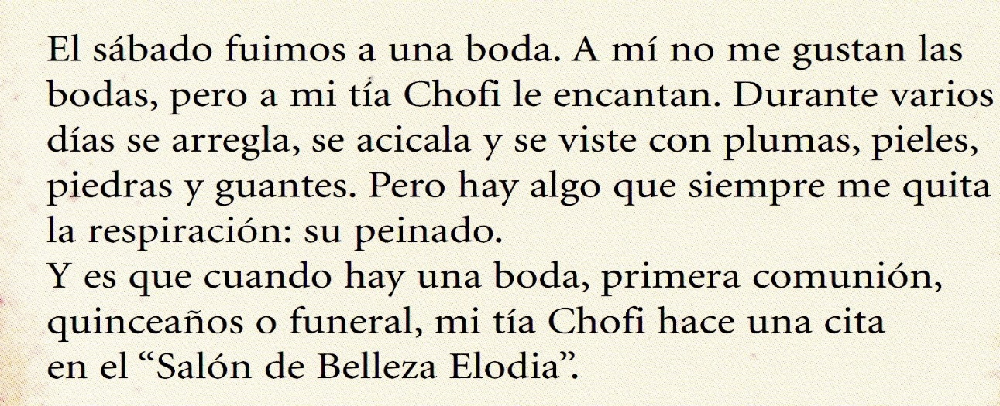 El sábado fuimos a una boda. A mí no me gustan las
bodas, pero a mi tía Chofi le encantan. Durante varios
días se arregla, se acicala y se viste con plumas, pieles,
piedras y guantes. Pero hay algo que siempre me quita
la respiración: su peinado.
Y es que cuando hay una boda, primera comunión,
quinceaños o funeral, mi tía Chofi hace una cita
en el “Salón de Belleza Elodia”.